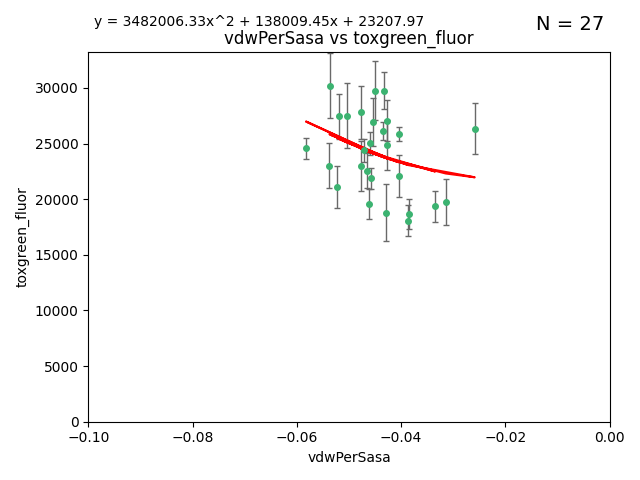 y = 3482006.33x^2 + 138009.45x + 23207.97
N = 27
vdwPerSasa vs toxgreen_fluor
30000
25000
20000
15000
10000
5000
0
toxgreen_fluor
−0.10 −0.08 −0.06 −0.04 −0.02 0.00
vdwPerSasa